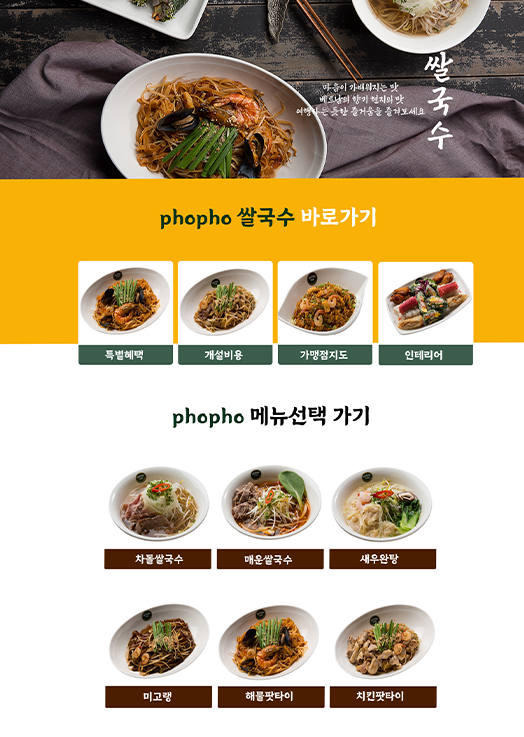 쌀국수
마음이 가벼워지는 맛
베트남의 향기 현지의 맛
여행하는 듯한 즐거움을 즐겨보세요
phopho 쌀국수 바로가기
특별혜택
개설비용
가맹점지도
인테리어
phopho 메뉴선택 가기
차돌쌀국수
매운쌀국수
새우완탕
미고랭
해물팟타이
치킨팟타이